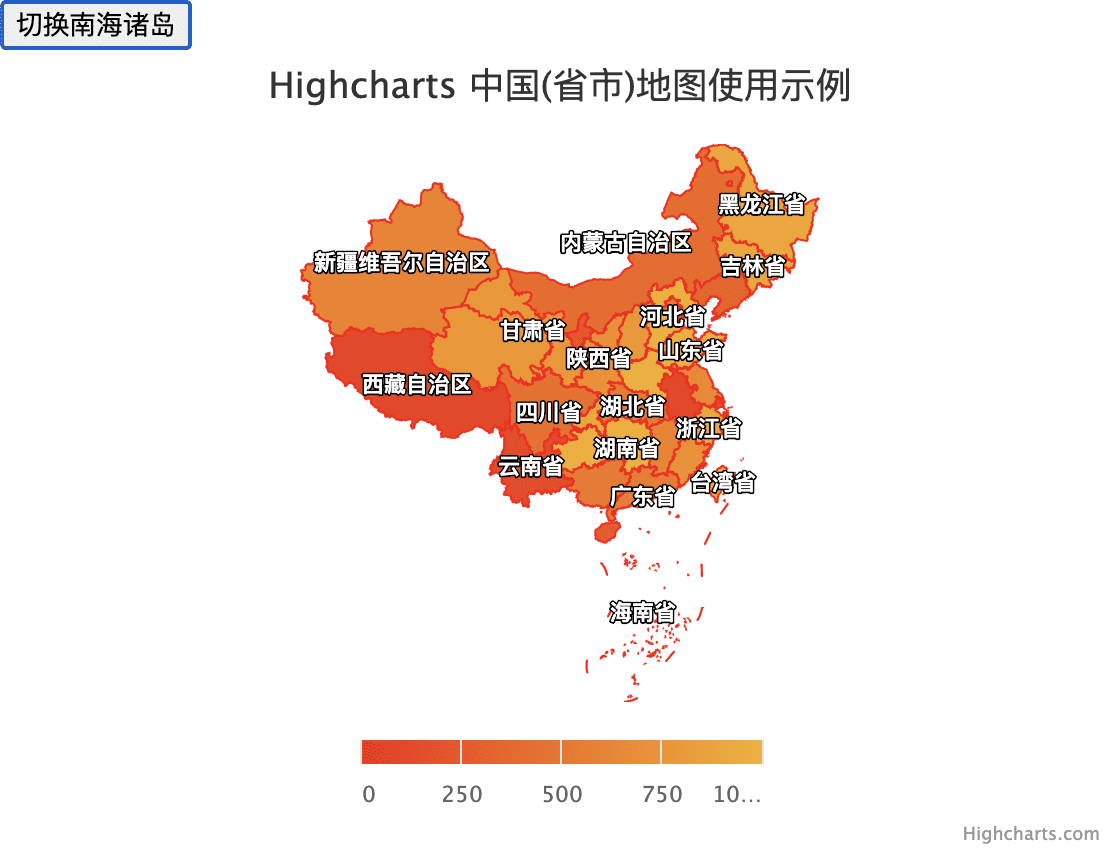 切换南海诸岛
Highcharts 中国(省市)地图使用示例
黑龙江省
内蒙古自治区
新疆维吾尔自治区
吉林省
河北省
甘肃省
山东省
陕西省
西藏自治区
四川省
湖北省
浙江省
湖南省
云南省
台湾省
广东省
海南省
0 250 500 750 10...
Highcharts.com